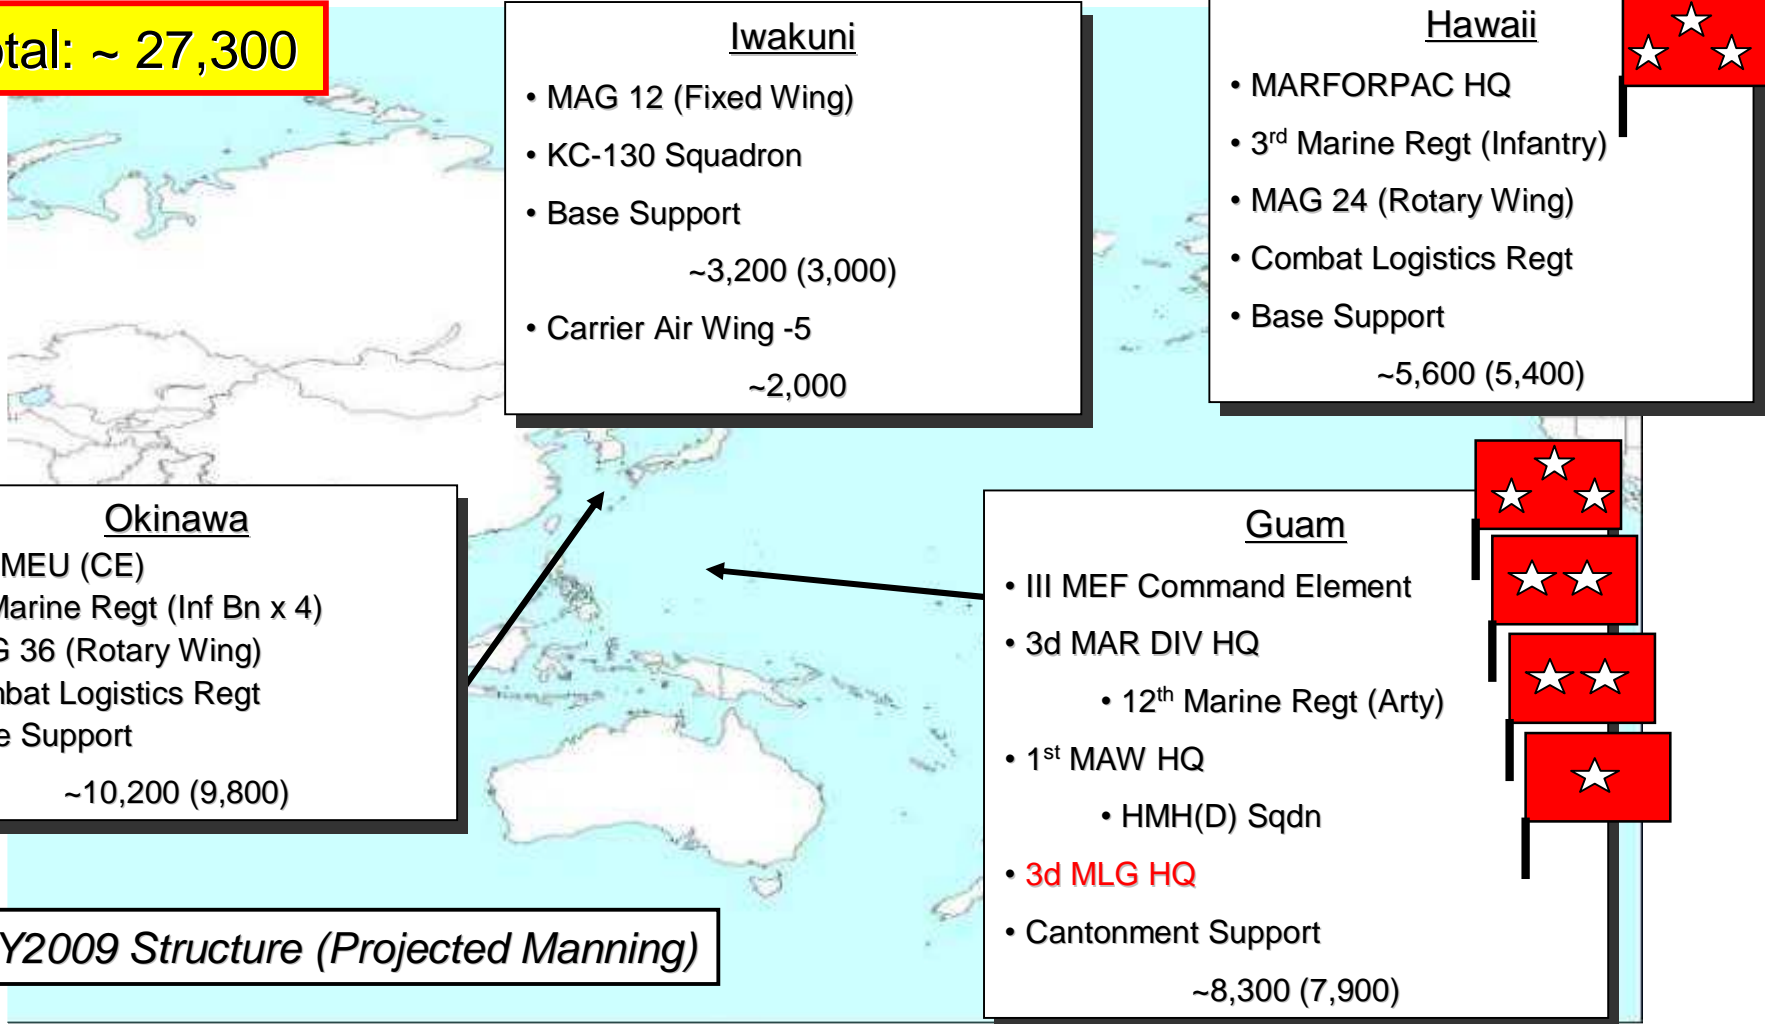 otal: ~ 27,300
Iwakuni
• MAG 12 (Fixed Wing)
• KC-130 Squadron
• Base Support
~3,200 (3,000)
• Carrier Air Wing -5
~2,000
Hawaii
• MARFORPAC HQ
• 3rd Marine Regt (Infantry)
• MAG 24 (Rotary Wing)
• Combat Logistics Regt
• Base Support
~5,600 (5,400)
Okinawa
MEU (CE)
Marine Regt (Inf Bn x 4)
G 36 (Rotary Wing)
mbat Logistics Regt
e Support
~10,200 (9,800)
Guam
• III MEF Command Element
• 3d MAR DIV HQ
• 12th Marine Regt (Arty)
• 1st MAW HQ
• HMH(D) Sqdn
• 3d MLG HQ
• Cantonment Support
~8,300 (7,900)
Y2009 Structure (Projected Manning)